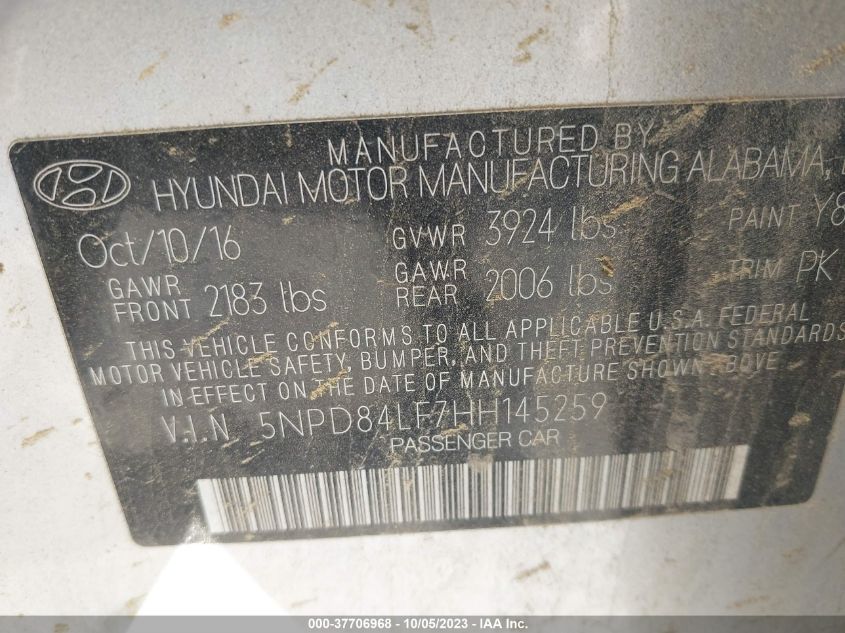 MANUFACTURED BY
HYUNDAI MOTOR MANUFACTURING ALABAMA,
Oct/10/16 GVWR 3924 lbs PAINT Y8
GAWR FRONT 2183 lbs GAWR REAR 2006 lbs TRIM PK
THIS VEHICLE CONFORMS TO ALL APPLICABLE U.S.A. FEDERAL
MOTOR VEHICLE SAFETY, BUMPER, AND THEFT PREVENTION STANDARDS
IN EFFECT ON THE DATE OF MANUFACTURE SHOWN ABOVE.
V.I.N 5NPD84LF7HH145259
PASSENGER CAR
000-37706968 - 10/05/2023 - IAA Inc.